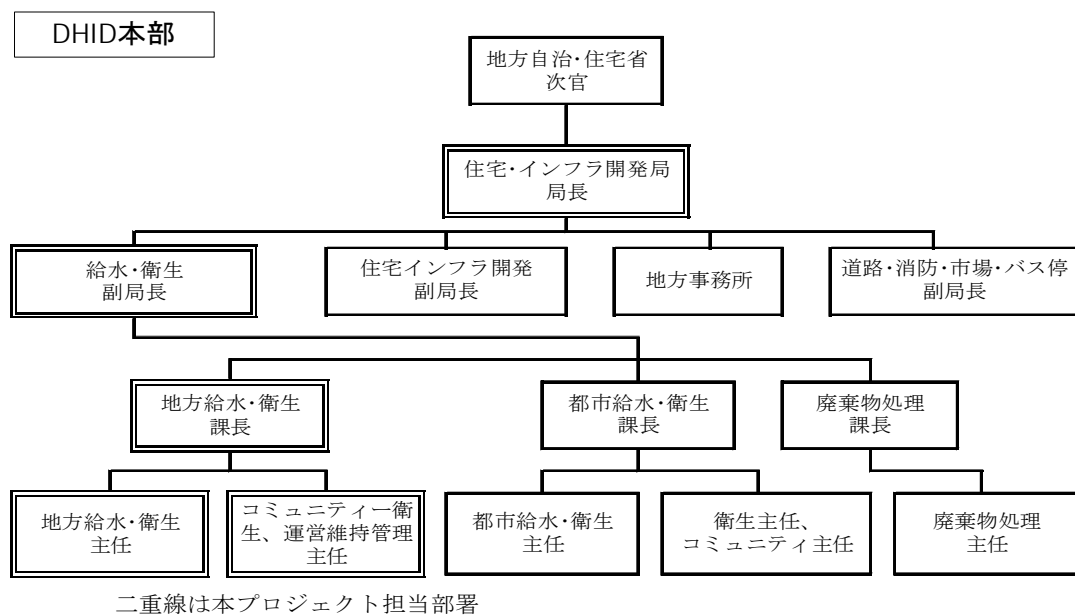 DHID本部
地方自治・住宅省
次官
住宅・インフラ開発局
局長
給水・衛生
副局長
住宅インフラ開発
副局長
地方事務所
道路・消防・市場・バス停
副局長
地方給水・衛生
課長
都市給水・衛生
課長
廃棄物処理
課長
地方給水・衛生
主任
コミュニティー衛
生、運営維持管理
主任
都市給水・衛生
主任
衛生主任、
コミュニティ主任
廃棄物処理
主任
二重線は本プロジェクト担当部署